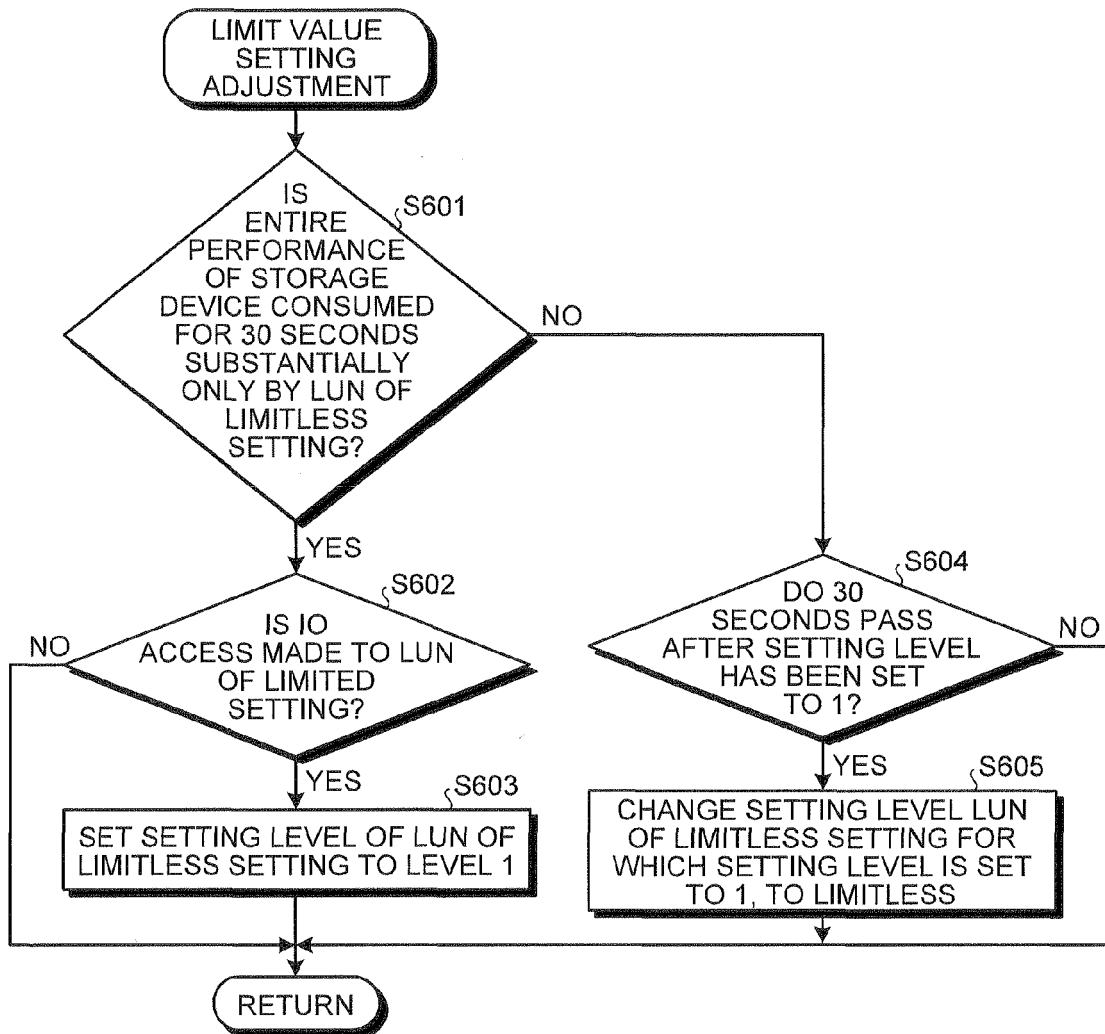 LIMIT VALUE
SETTING
ADJUSTMENT
S601
IS
ENTIRE
PERFORMANCE
OF STORAGE
DEVICE CONSUMED
FOR 30 SECONDS
SUBSTANTIALLY
ONLY BY LUN OF
LIMITLESS
SETTING?
NO
YES
S602
IS IO
ACCESS MADE TO LUN
OF LIMITED
SETTING?
NO
YES
S603
SET SETTING LEVEL OF LUN OF
LIMITLESS SETTING TO LEVEL 1
S604
DO 30
SECONDS PASS
AFTER SETTING LEVEL
HAS BEEN SET
TO 1?
NO
YES
S605
CHANGE SETTING LEVEL LUN
OF LIMITLESS SETTING FOR
WHICH SETTING LEVEL IS SET
TO 1, TO LIMITLESS
RETURN